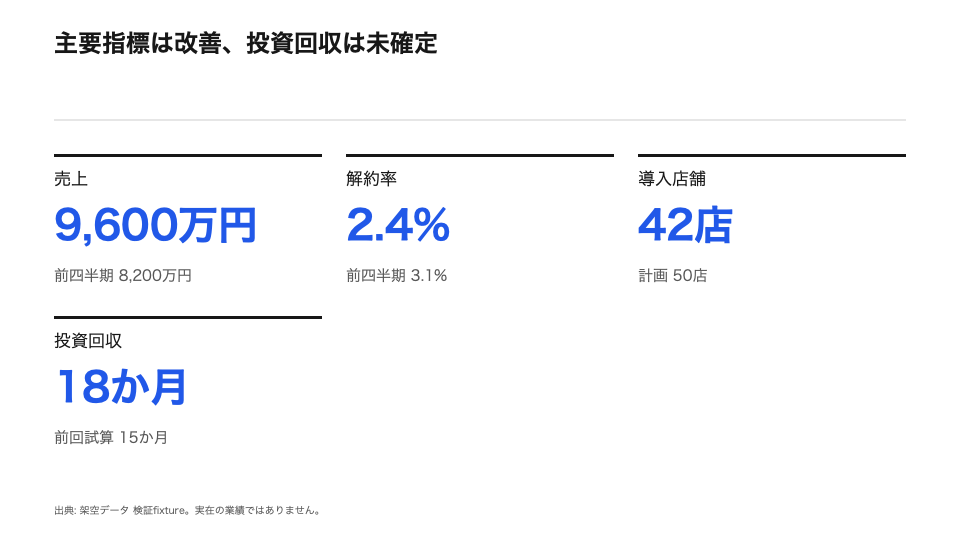 主要指標は改善、投資回収は未確定
売上
9,600万円
前四半期 8,200万円
解約率
2.4%
前四半期 3.1%
導入店舗
42店
計画 50店
投資回収
18か月
前回試算 15か月
出典: 架空データ 検証fixture。実在の業績ではありません。